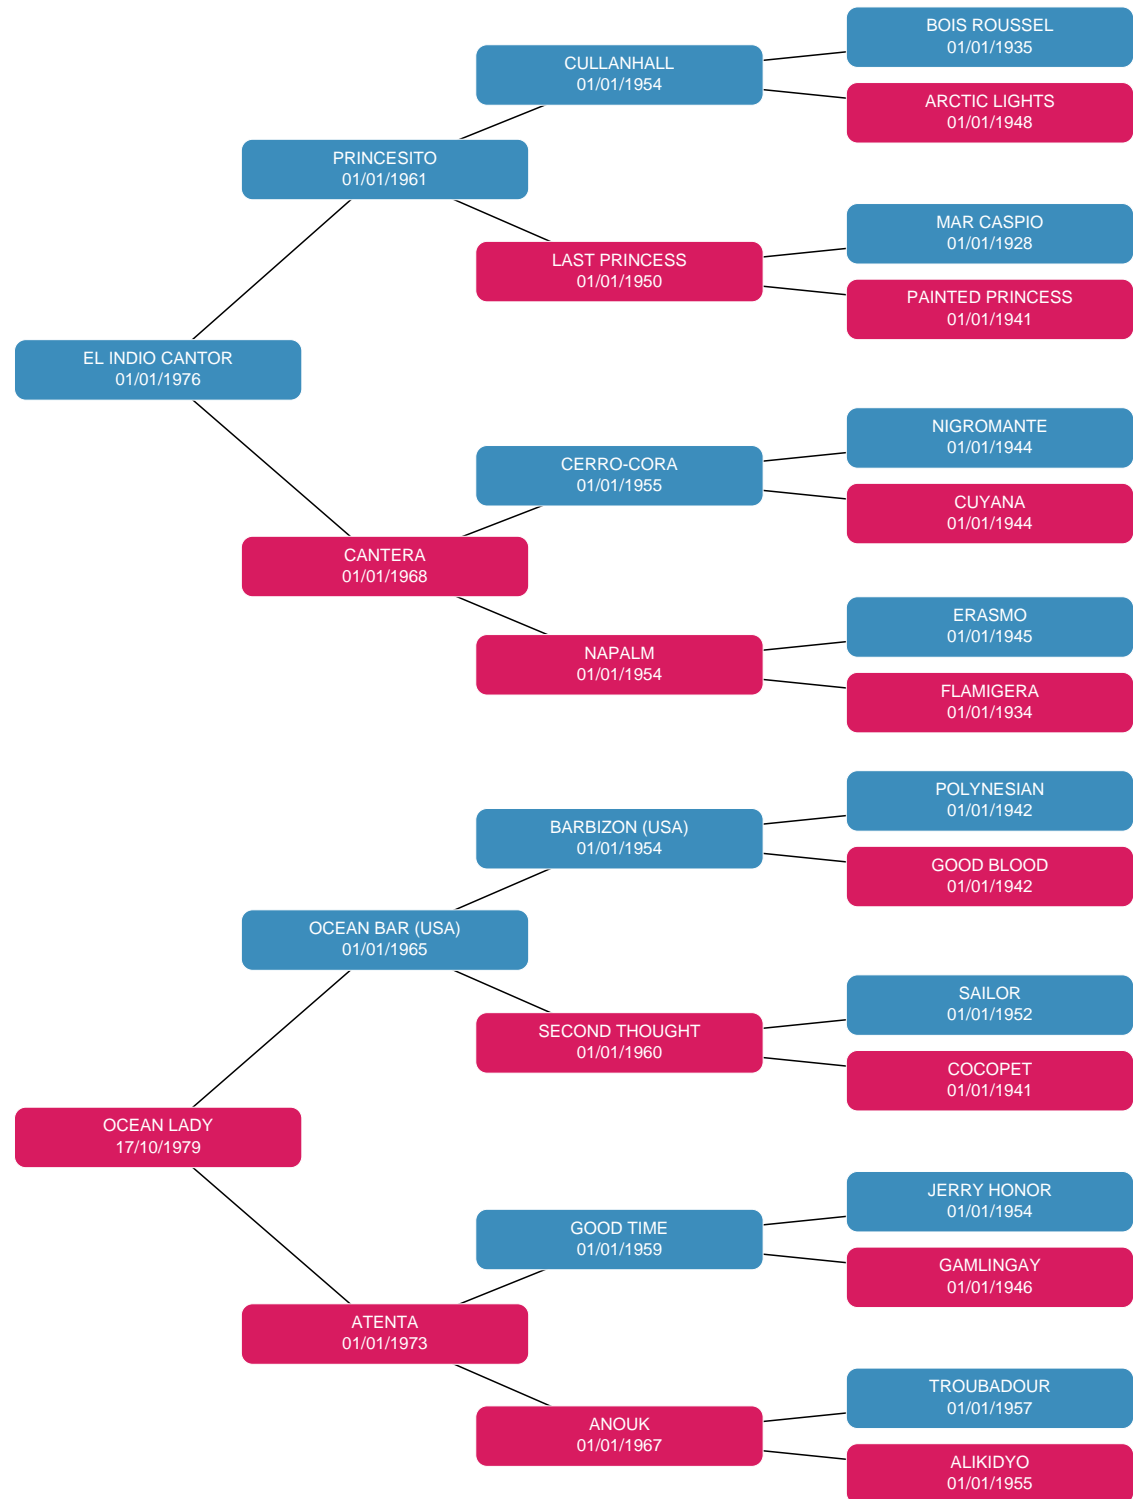 BOIS ROUSSEL
01/01/1935
CULLANHALL
01/01/1954
ARCTIC LIGHTS
01/01/1948
PRINCESITO
01/01/1961
MAR CASPIO
01/01/1928
LAST PRINCESS
01/01/1950
PAINTED PRINCESS
01/01/1941
EL INDIO CANTOR
01/01/1976
NIGROMANTE
01/01/1944
CERRO-CORA
01/01/1955
CUYANA
01/01/1944
CANTERA
01/01/1968
ERASMO
01/01/1945
NAPALM
01/01/1954
FLAMIGERA
01/01/1934
POLYNESIAN
01/01/1942
BARBIZON (USA)
01/01/1954
GOOD BLOOD
01/01/1942
OCEAN BAR (USA)
01/01/1965
SAILOR
01/01/1952
SECOND THOUGHT
01/01/1960
COCOPET
01/01/1941
OCEAN LADY
17/10/1979
JERRY HONOR
01/01/1954
GOOD TIME
01/01/1959
GAMLINGAY
01/01/1946
ATENTA
01/01/1973
TROUBADOUR
01/01/1957
ANOUK
01/01/1967
ALIKIDYO
01/01/1955